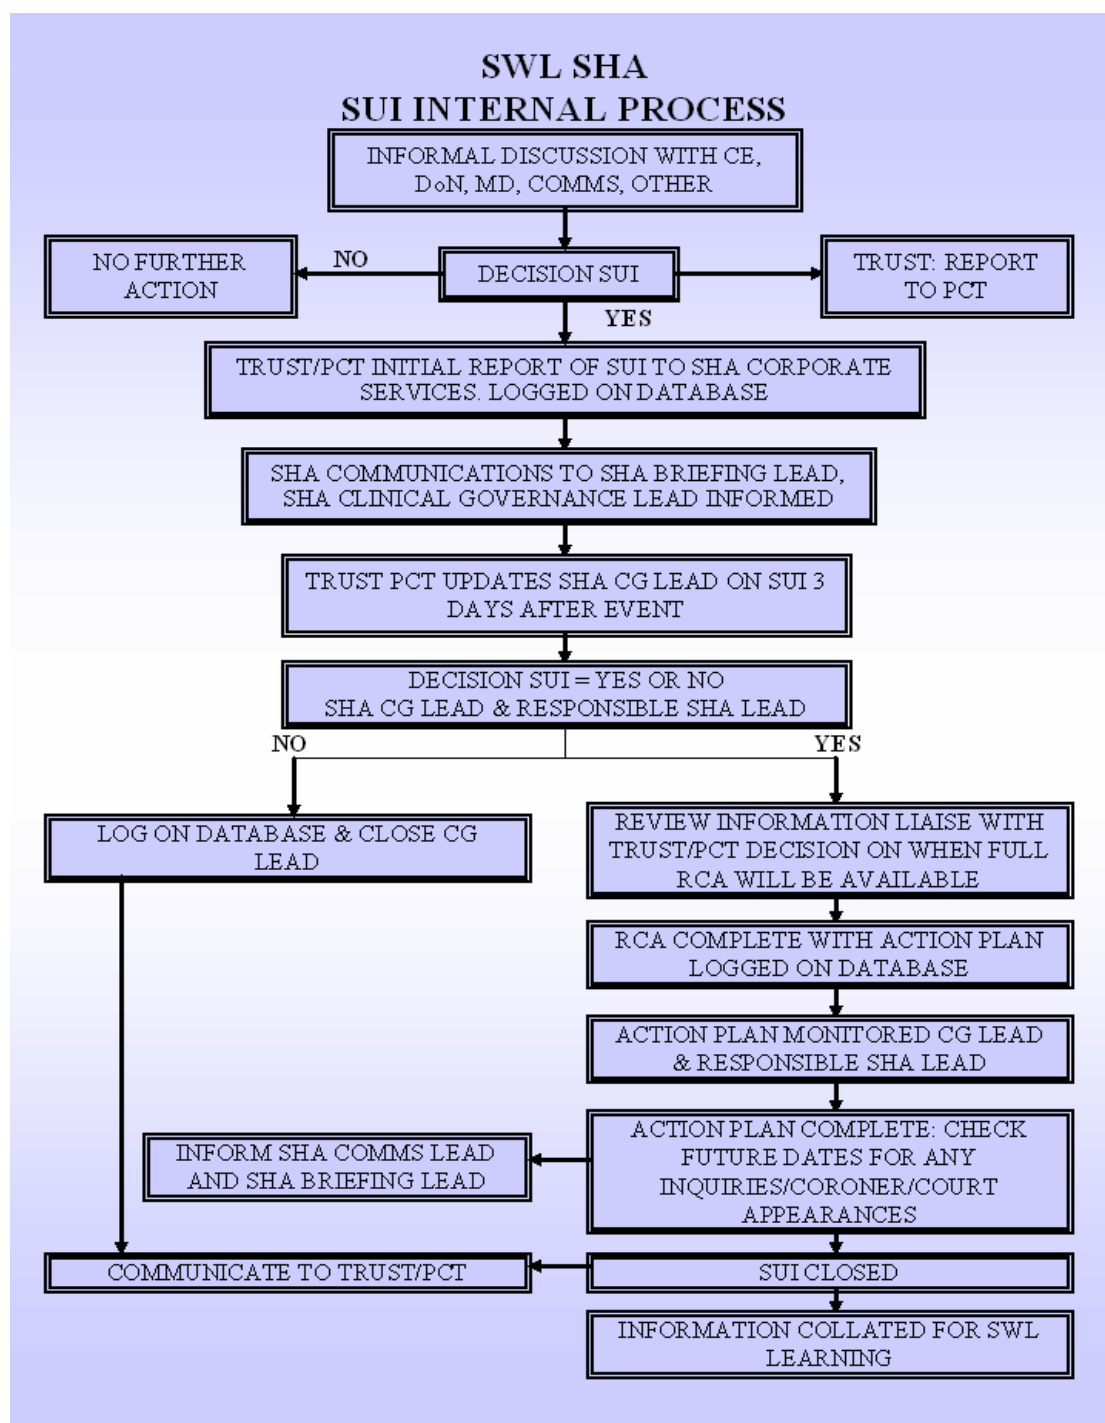 SWL SHA
SUI INTERNAL PROCESS
INFORMAL DISCUSSION WITH CE,
DoN, MD, COMMS, OTHER
NO FURTHER
ACTION
NO
DECISION SUI
TRUST: REPORT
TO PCT
YES
TRUST/PCT INITIAL REPORT OF SUI TO SHA CORPORATE
SERVICES. LOGGED ON DATABASE
SHA COMMUNICATIONS TO SHA BRIEFING LEAD,
SHA CLINICAL GOVERNANCE LEAD INFORMED
TRUST PCT UPDATES SHA CG LEAD ON SUI 3
DAYS AFTER EVENT
DECISION SUI = YES OR NO
SHA CG LEAD & RESPONSIBLE SHA LEAD
NO
YES
LOG ON DATABASE & CLOSE CG
LEAD
REVIEW INFORMATION LIAISE WITH
TRUST/PCT DECISION ON WHEN FULL
RCA WILL BE AVAILABLE
RCA COMPLETE WITH ACTION PLAN
LOGGED ON DATABASE
ACTION PLAN MONITORED CG LEAD
& RESPONSIBLE SHA LEAD
ACTION PLAN COMPLETE: CHECK
FUTURE DATES FOR ANY
INQUIRIES/CORONER/COURT
APPEARANCES
INFORM SHA COMMS LEAD
AND SHA BRIEFING LEAD
COMMUNICATE TO TRUST/PCT
SUI CLOSED
INFORMATION COLLATED FOR SWL
LEARNING